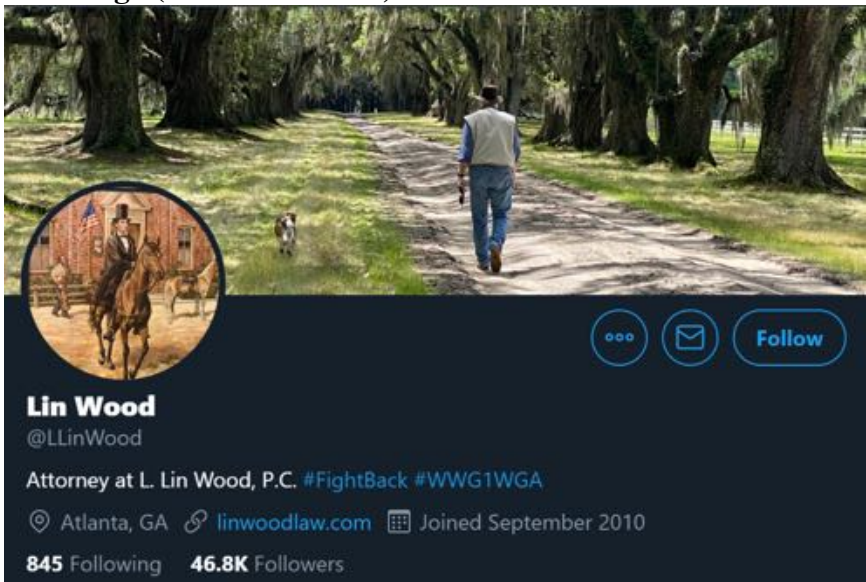 Follow
Lin Wood
@LLinWood
Attorney at L. Lin Wood, P.C. #FightBack #WWG1WGA
Atlanta, GA linwoodlaw.com Joined September 2010
845 Following 46.8K Followers